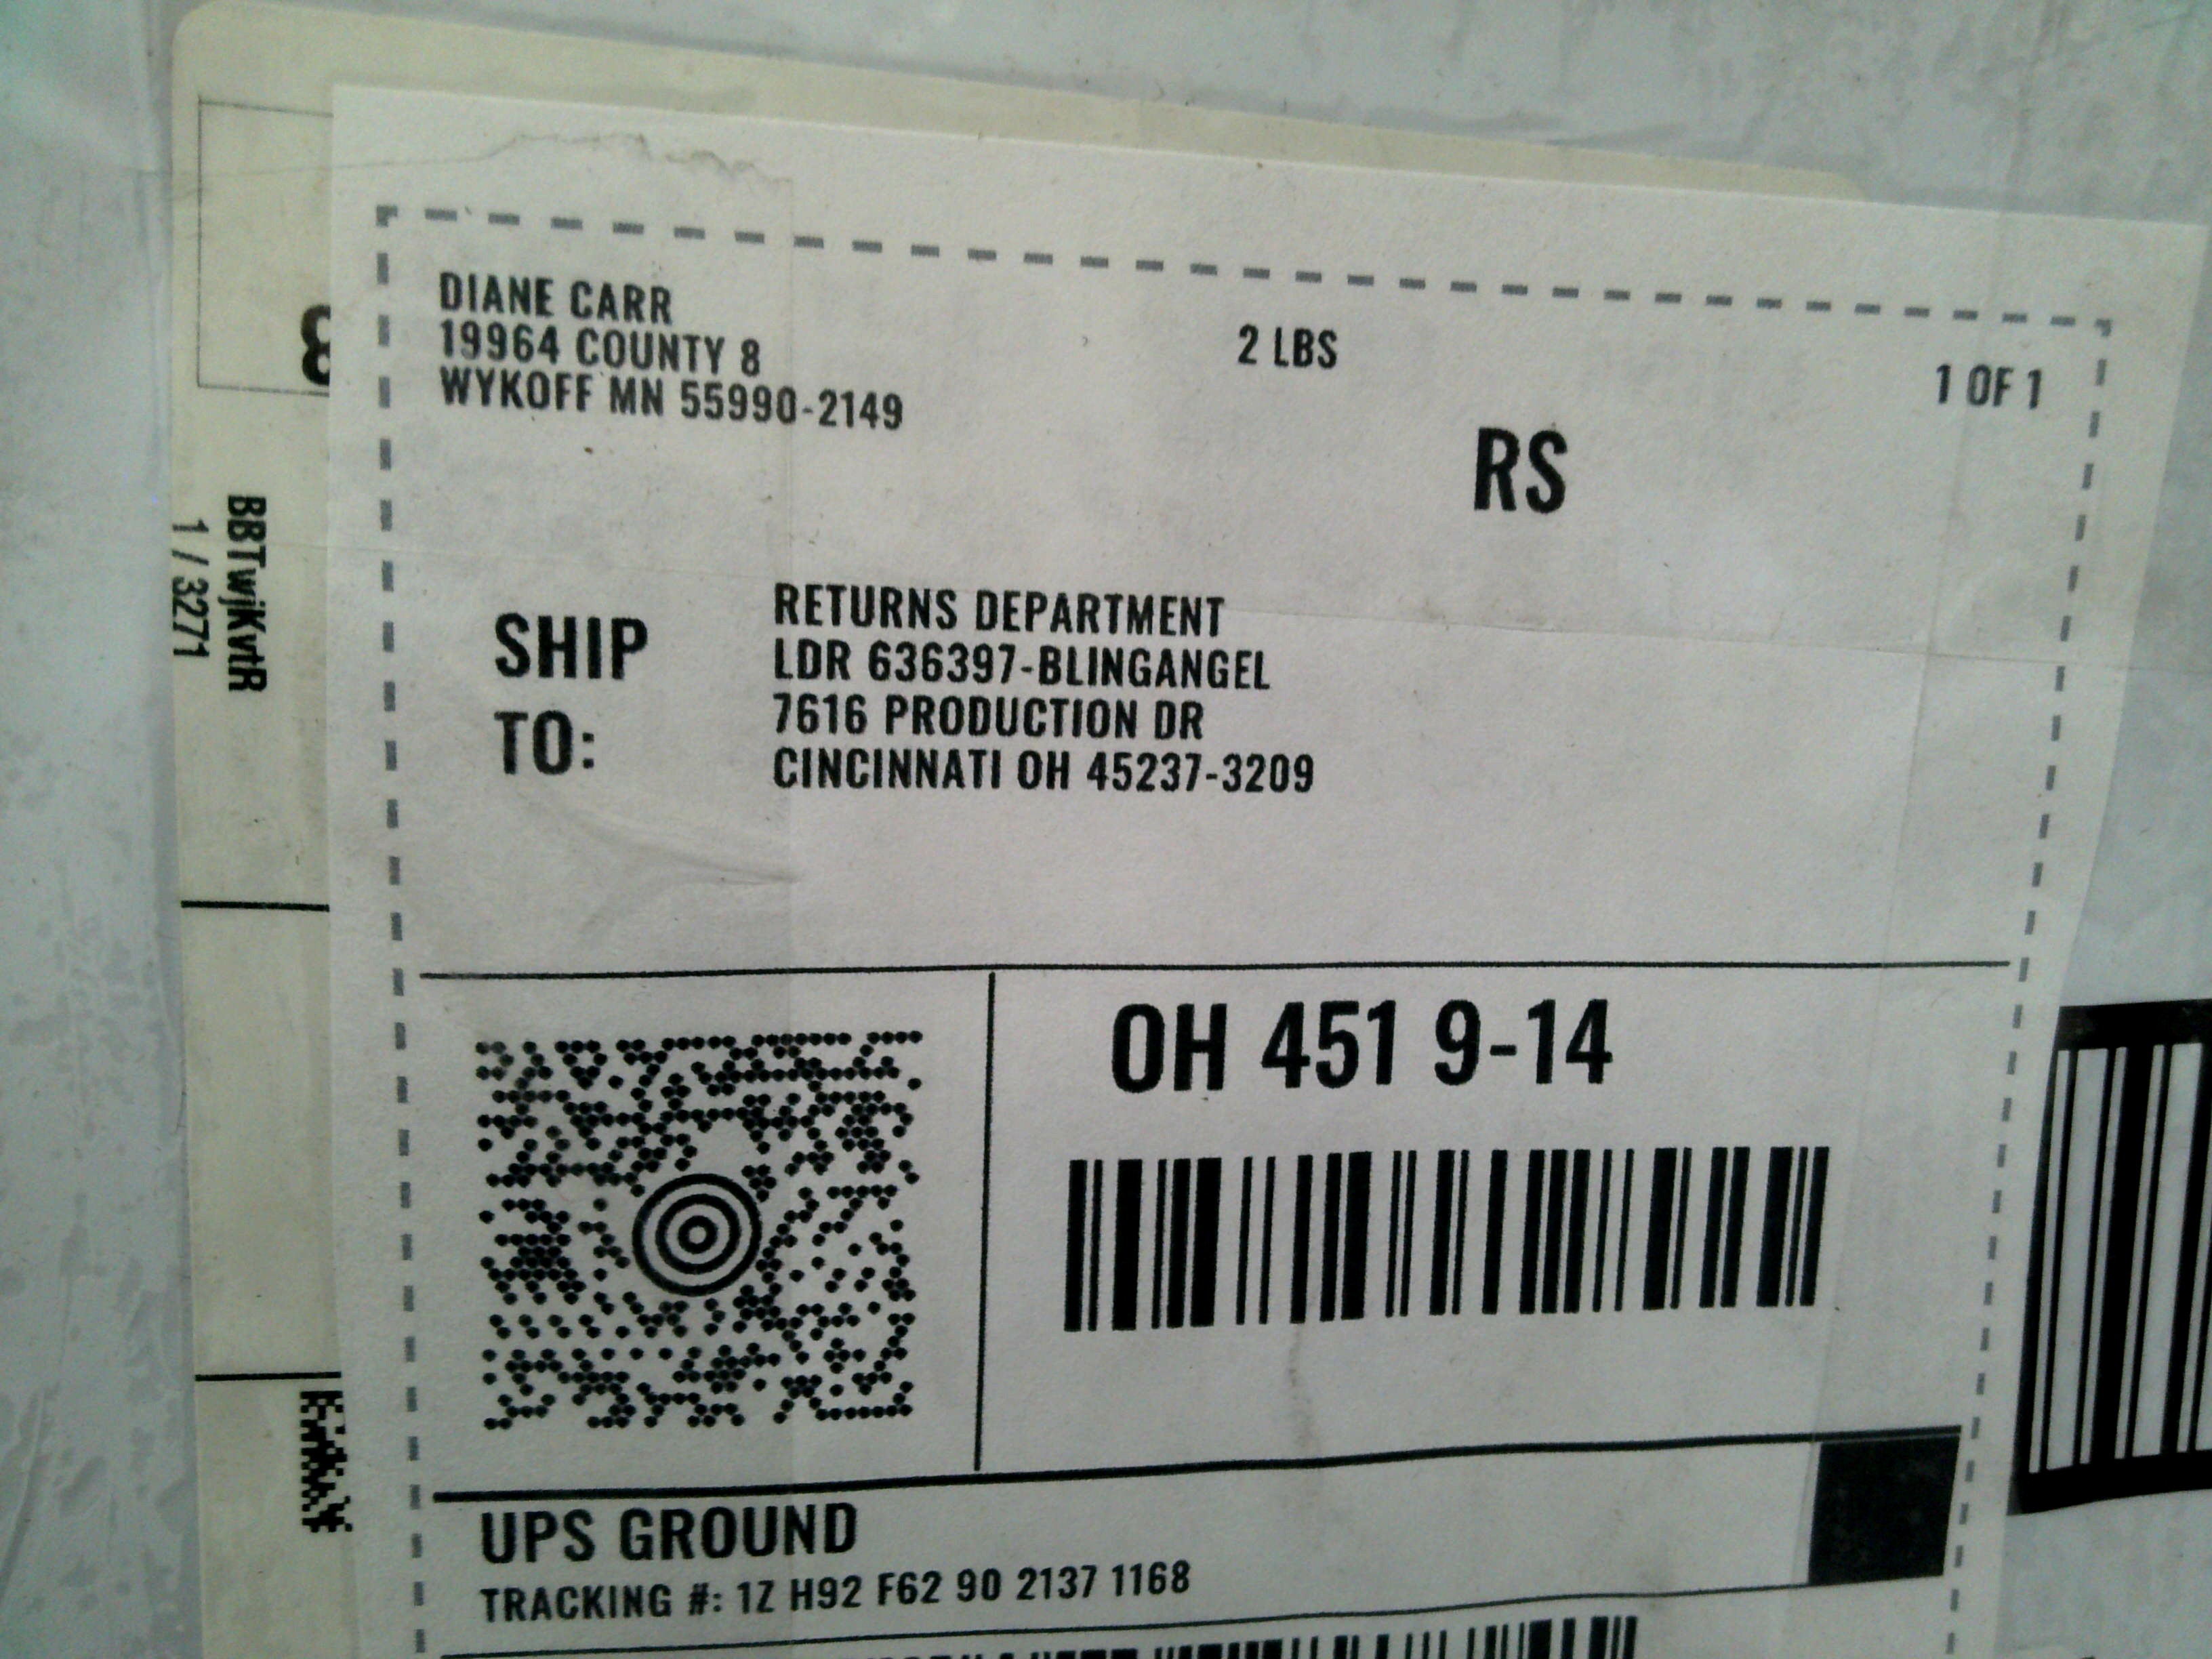 DIANE CARR
19964 COUNTY 8
WYKOFF MN 55990-2149
2 LBS
1 OF 1
RS
SHIP
TO:
RETURNS DEPARTMENT
LDR 636397-BLINGANGEL
7616 PRODUCTION DR
CINCINNATI OH 45237-3209
OH 451 9-14
UPS GROUND
TRACKING #: 1Z H92 F62 90 2137 1168
BBTwjKvtR
1 / 3271